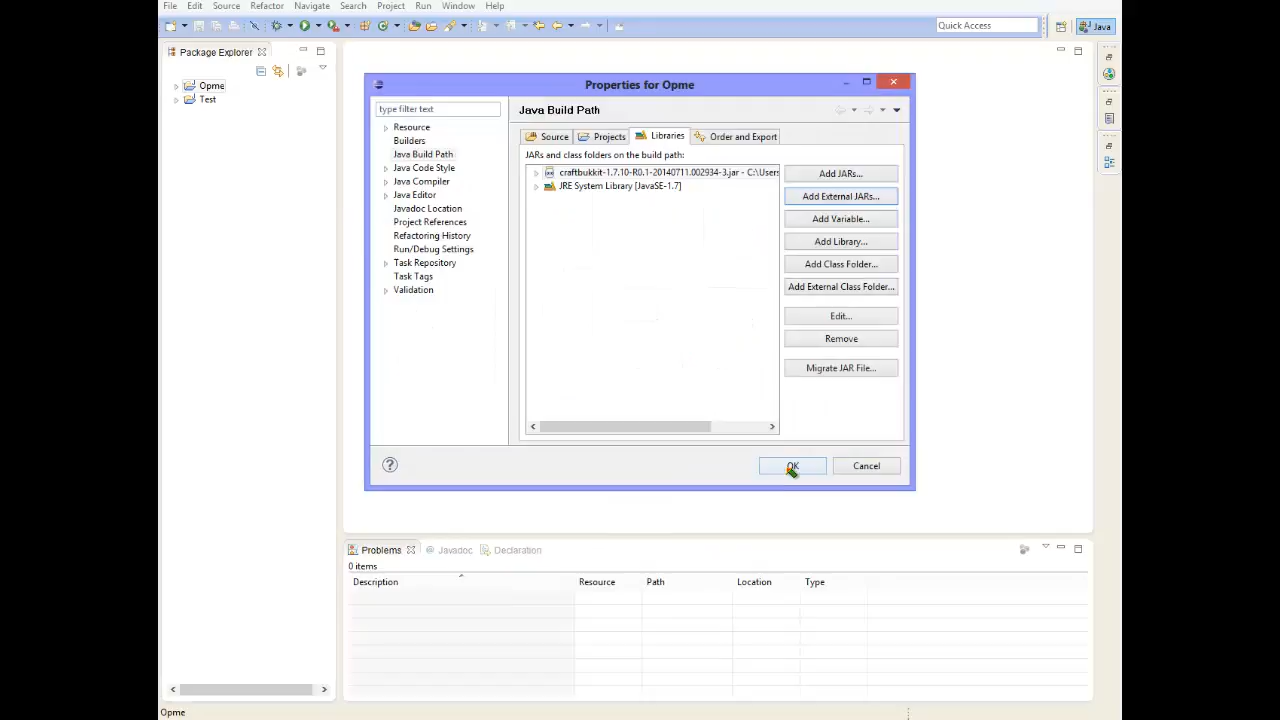 File Edit Source Refactor Navigate Search Project Run Window Help
Quick Access
Java
Package Explorer
Opme
Test
Properties for Opme
type filter text
Resource
Builders
Java Build Path
Java Code Style
Java Compiler
Java Editor
Javadoc Location
Project References
Refactoring History
Run/Debug Settings
Task Repository
Task Tags
Validation
Java Build Path
Source Projects Libraries Order and Export
JARs and class folders on the build path:
craftbukkit-1.7.10-R0.1-20140711.002934-3.jar - C:\Users
JRE System Library [JavaSE-1.7]
Add JARs...
Add External JARs...
Add Variable...
Add Library...
Add Class Folder...
Add External Class Folder...
Edit...
Remove
Migrate JAR File...
?
OK
Cancel
Problems Javadoc Declaration
0 items
Description Resource Path Location Type
Opme